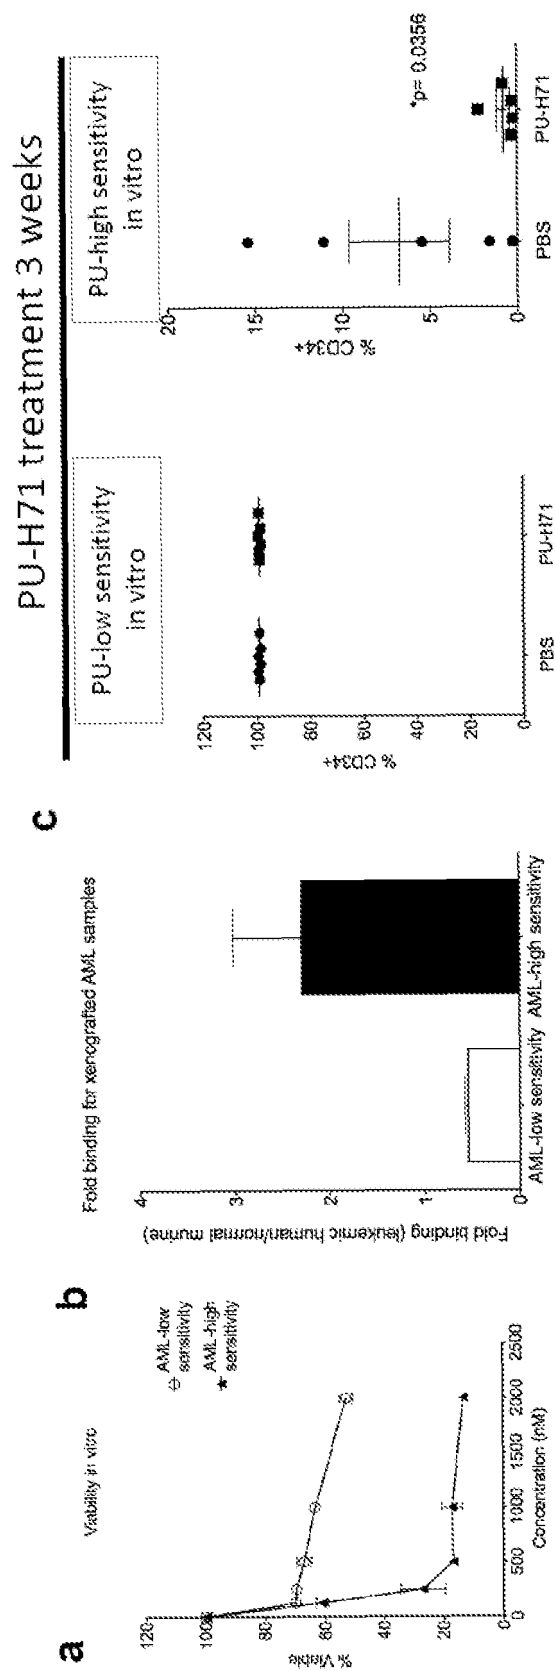 a
Viability in vitro
120
100
80
60
40
20
0
% Viable
0
500
1000
1500
2000
2500
Concentration (nM)
AML-low
sensitivity
AML-high
sensitivity
b
Fold binding for xenografted AML samples
4
3
2
1
0
Fold binding (leukemic human/normal murine)
AML-low sensitivity
AML-high sensitivity
c
PU-H71 treatment 3 weeks
PU-low sensitivity
in vitro
120
100
80
60
40
20
0
% CD34+
PBS
PU-H71
PU-high sensitivity
in vitro
20
15
10
5
0
% CD34+
*p= 0.0356
PBS
PU-H71